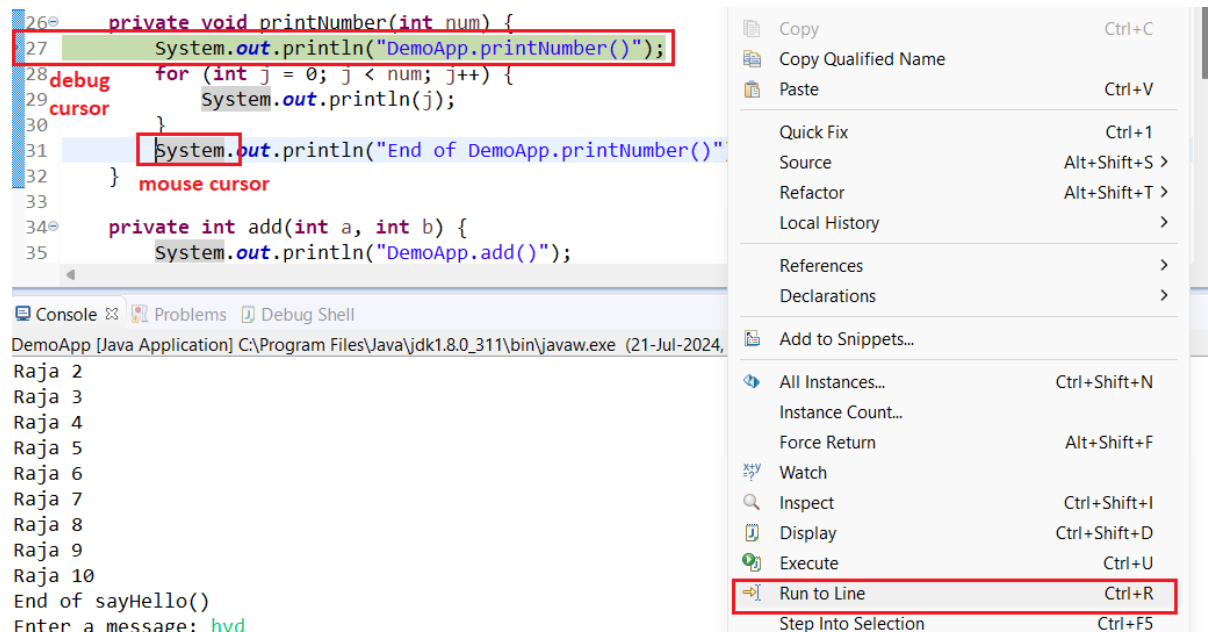 26 private void printNumber(int num) {
27 System.out.println("DemoApp.printNumber()");
28 for (int j = 0; j < num; j++) {
debug
29 System.out.println(j);
cursor
30 }
31 System.out.println("End of DemoApp.printNumber()"
32 }
mouse cursor
33
34 private int add(int a, int b) {
35 System.out.println("DemoApp.add()");
Console Problems Debug Shell
DemoApp [Java Application] C:\Program Files\Java\jdk1.8.0_311\bin\javaw.exe (21-Jul-2024,
Raja 2
Raja 3
Raja 4
Raja 5
Raja 6
Raja 7
Raja 8
Raja 9
Raja 10
End of sayHello()
Enter a message: hyd
Copy Ctrl+C
Copy Qualified Name
Paste Ctrl+V
Quick Fix Ctrl+1
Source Alt+Shift+S >
Refactor Alt+Shift+T >
Local History >
References >
Declarations >
Add to Snippets...
All Instances... Ctrl+Shift+N
Instance Count...
Force Return Alt+Shift+F
x+y=? Watch
Inspect Ctrl+Shift+I
Display Ctrl+Shift+D
Execute Ctrl+U
Run to Line Ctrl+R
Step Into Selection Ctrl+F5